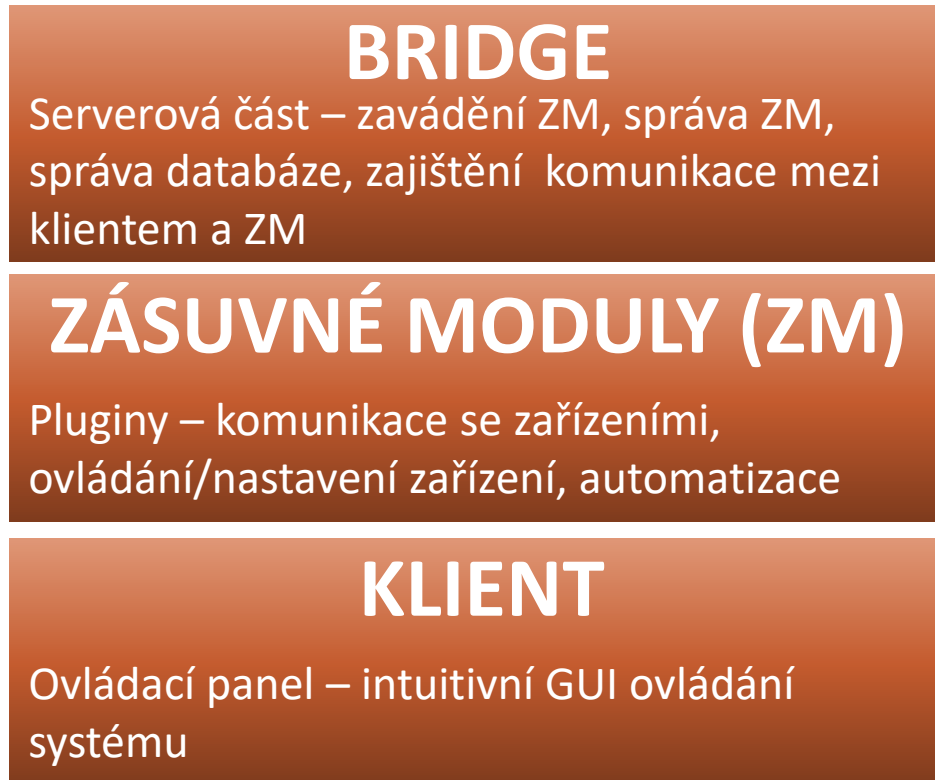 BRIDGE
Serverová část – zavádění ZM, správa ZM,
správa databáze, zajištění  komunikace mezi
klientem a ZM
ZÁSUVNÉ MODULY (ZM)
Pluginy – komunikace se zařízeními,
ovládání/nastavení zařízení, automatizace
KLIENT
Ovládací panel – intuitivní GUI ovládání
systému